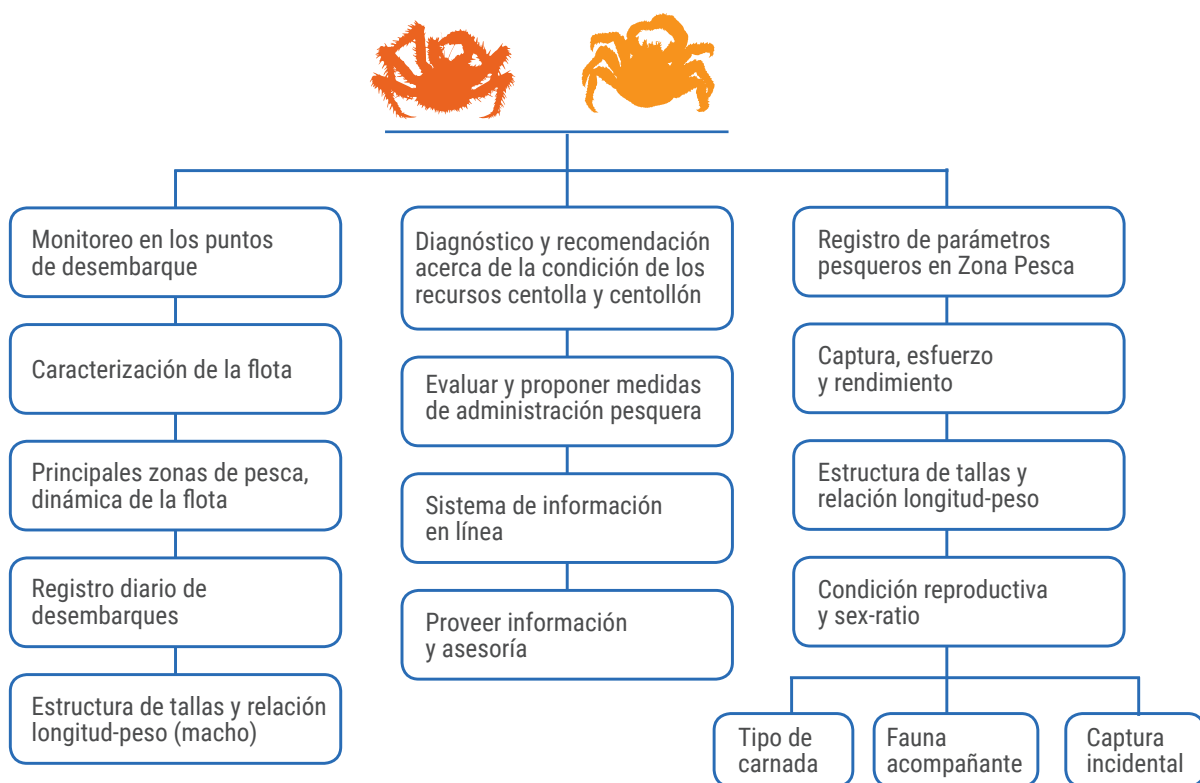 Monitoreo en los puntos
de desembarque
Caracterización de la flota
Principales zonas de pesca,
dinámica de la flota
Registro diario de
desembarques
Estructura de tallas y relación
longitud-peso (macho)
Diagnóstico y recomendación
acerca de la condición de los
recursos centolla y centollón
Evaluar y proponer medidas
de administración pesquera
Sistema de información
en línea
Proveer información
y asesoría
Registro de parámetros
pesqueros en Zona Pesca
Captura, esfuerzo
y rendimiento
Estructura de tallas y
relación longitud-peso
Condición reproductiva
y sex-ratio
Tipo de
carnada
Fauna
acompañante
Captura
incidental